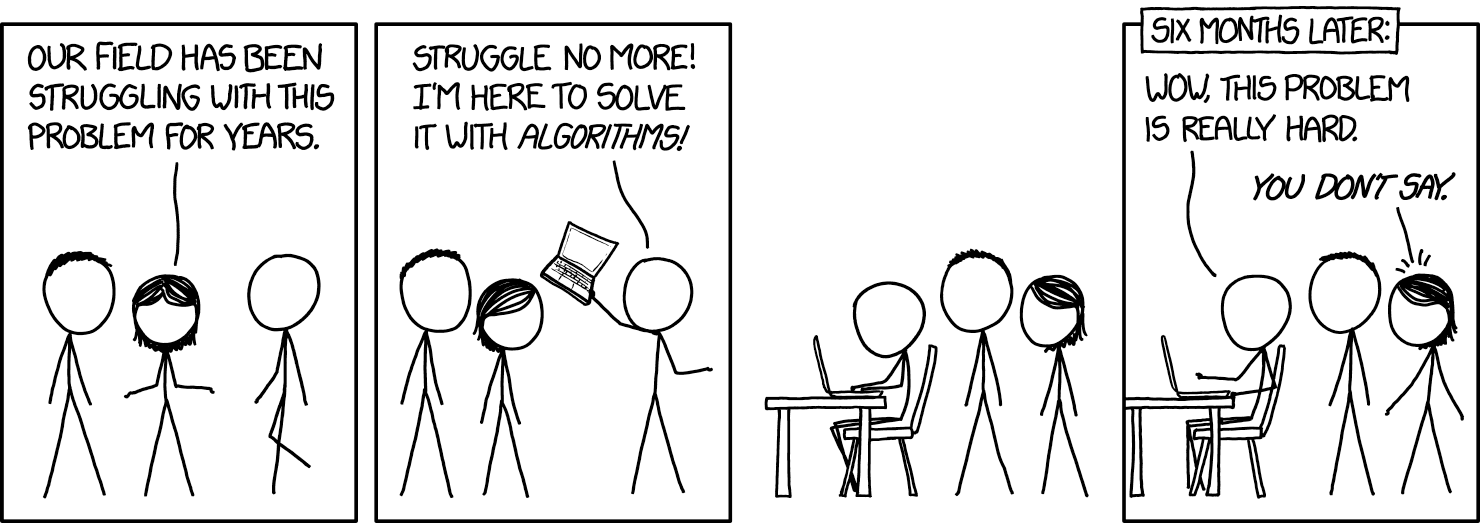 OUR FIELD HAS BEEN
STRUGGLING WITH THIS
PROBLEM FOR YEARS.
STRUGGLE NO MORE!
I'M HERE TO SOLVE
IT WITH ALGORITHMS!
SIX MONTHS LATER:
WOW, THIS PROBLEM
IS REALLY HARD.
YOU DON'T SAY.